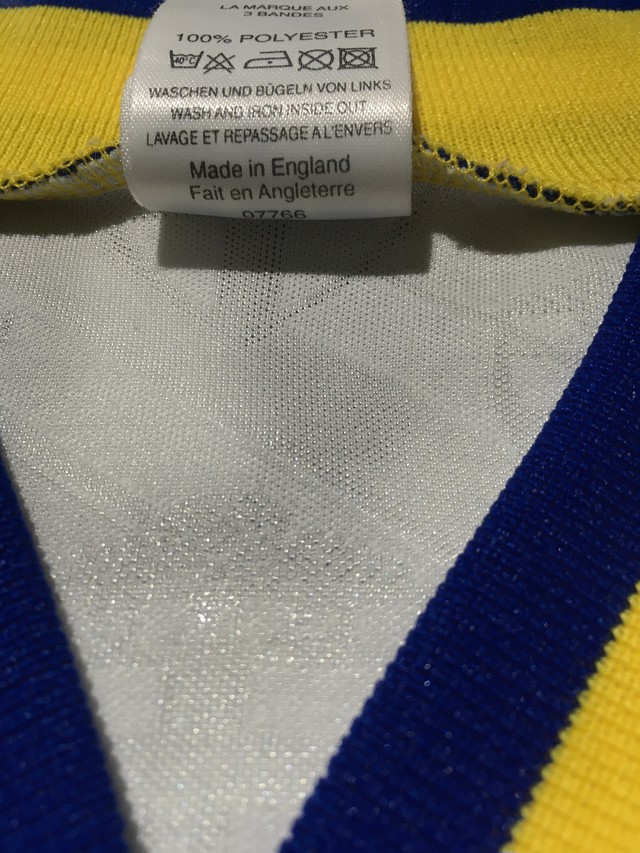 LA MARQUE AUX
3 BANDES
100% POLYESTER
40°C
WASCHEN UND BÜGELN VON LINKS
WASH AND IRON INSIDE OUT
LAVAGE ET REPASSAGE A L'ENVERS
Made in England
Fait en Angleterre
07766